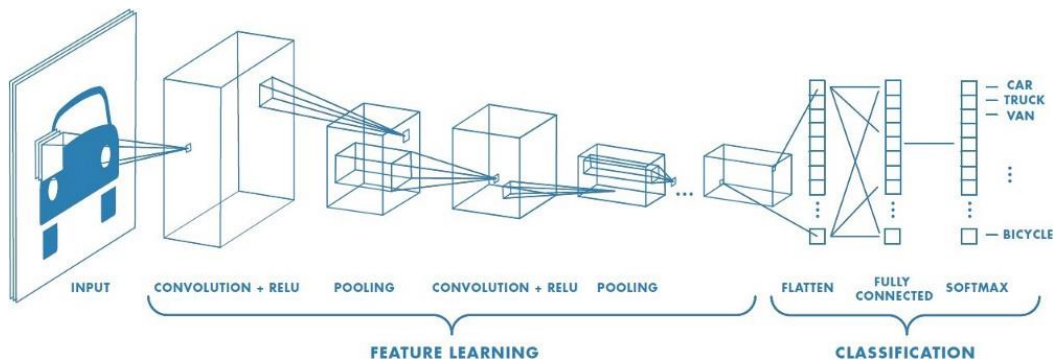 CAR
TRUCK
VAN
BICYCLE
INPUT
CONVOLUTION + RELU
POOLING
CONVOLUTION + RELU
POOLING
FLATTEN
FULLY
CONNECTED
SOFTMAX
FEATURE LEARNING
CLASSIFICATION